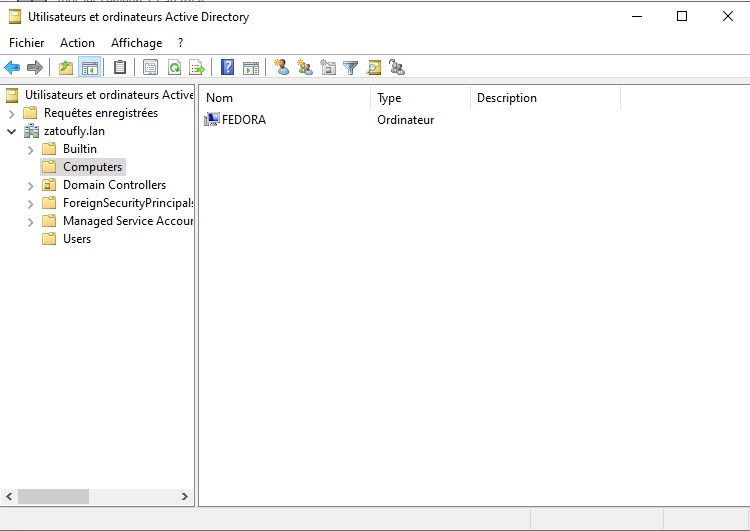 Utilisateurs et ordinateurs Active Directory
Fichier Action Affichage ?
Utilisateurs et ordinateurs Active
Requêtes enregistrées
zatoufly.lan
Builtin
Computers
Domain Controllers
ForeignSecurityPrincipals
Managed Service Accour
Users
Nom Type Description
FEDORA Ordinateur